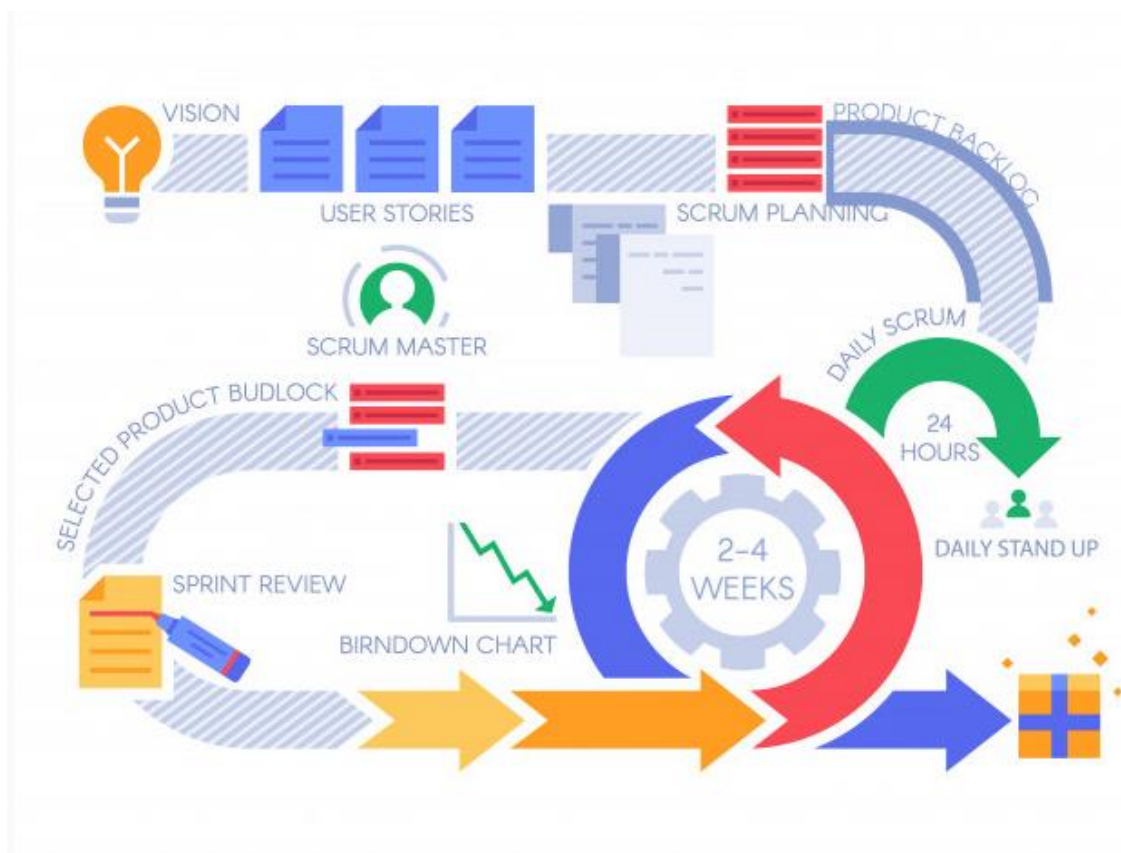 VISION
USER STORIES
SCRUM PLANNING
PRODUCT BACKLOG
SCRUM MASTER
DAILY SCRUM
24
HOURS
DAILY STAND UP
SELECTED PRODUCT BUDLOCK
2–4
WEEKS
SPRINT REVIEW
BIRNDOWN CHART